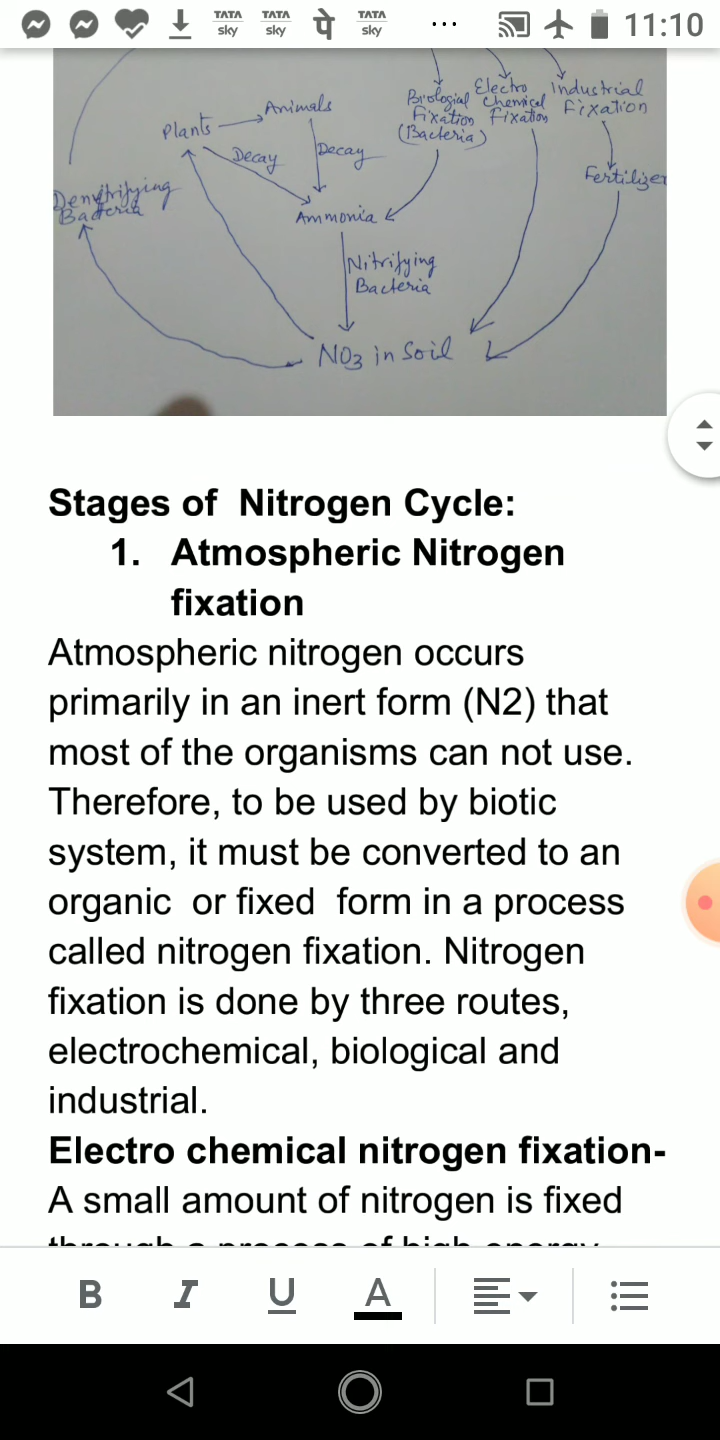 TATA
sky
TATA
sky
पे
TATA
sky
...
11:10
Biological
Fixation
(Bacteria)
Electro
Chemical
Fixation
Industrial
Fixation
Animals
Plants
Decay
Decay
Fertilizer
Denitrifying
Bacteria
Ammonia
Nitrifying
Bacteria
NO3 in Soil
Stages of  Nitrogen Cycle:
1. Atmospheric Nitrogen
fixation
Atmospheric nitrogen occurs
primarily in an inert form (N2) that
most of the organisms can not use.
Therefore, to be used by biotic
system, it must be converted to an
organic  or fixed  form in a process
called nitrogen fixation. Nitrogen
fixation is done by three routes,
electrochemical, biological and
industrial.
Electro chemical nitrogen fixation-
A small amount of nitrogen is fixed
through a process of high energy
B I U A